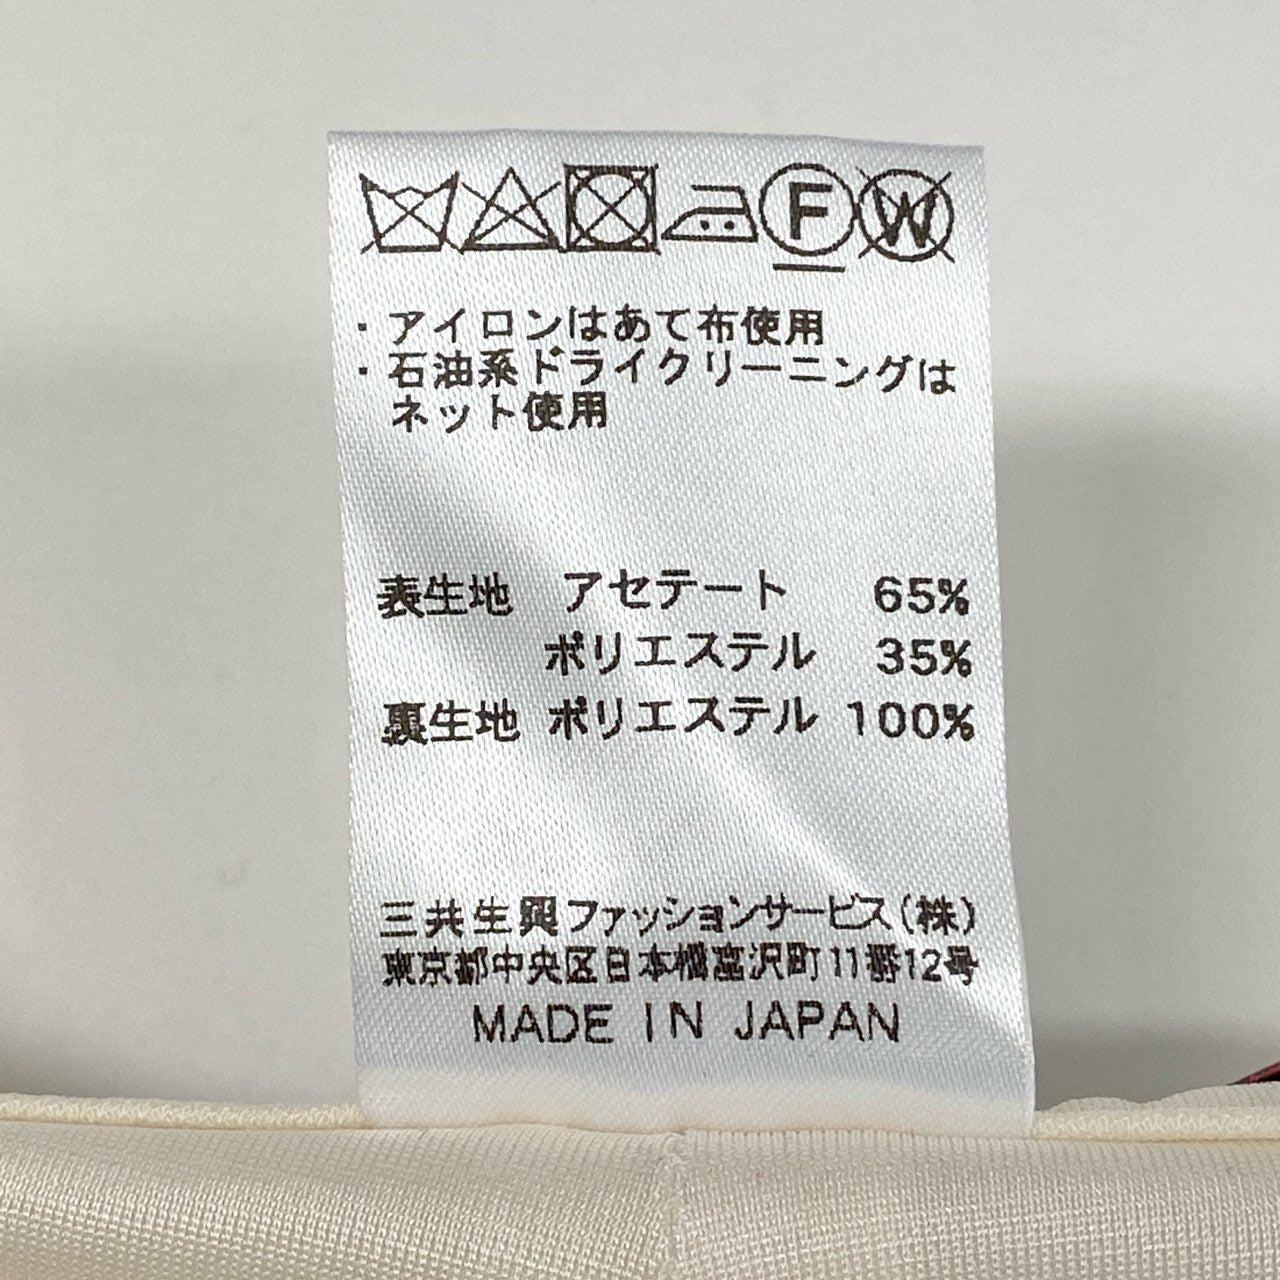 F W
・アイロンはあて布使用
・石油系ドライクリーニングは
ネット使用
表生地 アセテート 65%
ポリエステル 35%
裏生地 ポリエステル 100%
三共生興ファッションサービス(株)
東京都中央区日本橋富沢町11番12号
MADE IN JAPAN